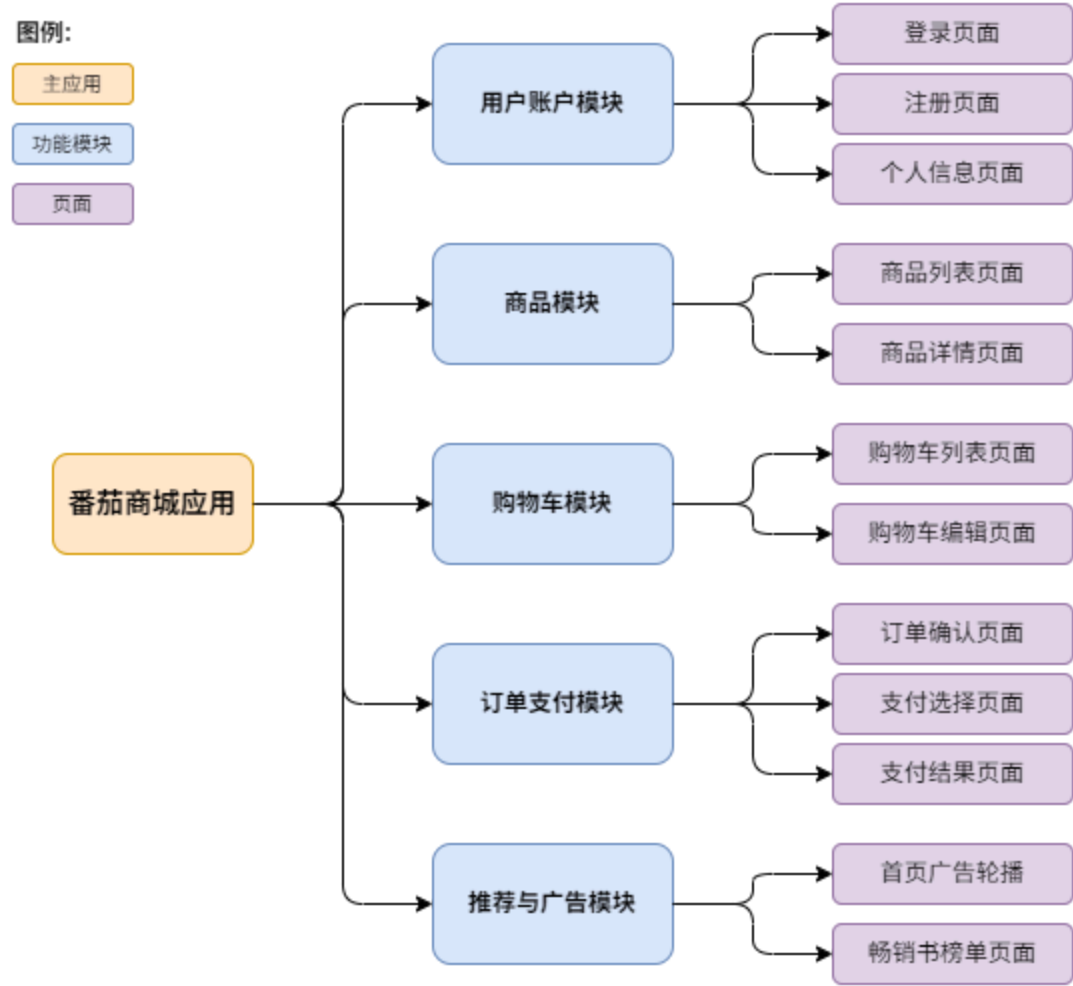 图例:
主应用
功能模块
页面
番茄商城应用
用户账户模块
登录页面
注册页面
个人信息页面
商品模块
商品列表页面
商品详情页面
购物车模块
购物车列表页面
购物车编辑页面
订单支付模块
订单确认页面
支付选择页面
支付结果页面
推荐与广告模块
首页广告轮播
畅销书榜单页面